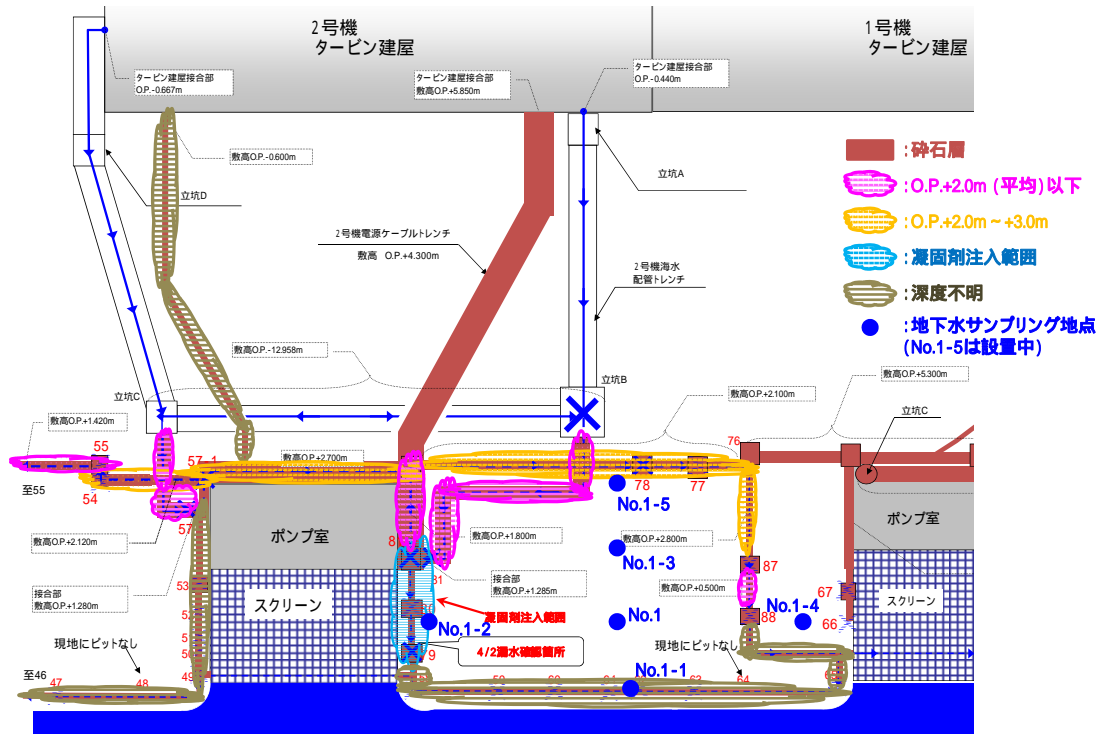 2号機
タービン建屋
1号機
タービン建屋
タービン建屋接合部
O.P.-0.667m
タービン建屋接合部
敷高O.P.+5.850m
タービン建屋接合部
O.P.-0.440m
敷高O.P.-0.600m
立坑D
立坑A
2号機電源ケーブルトレンチ
敷高 O.P.+4.300m
2号機海水
配管トレンチ
:砕石層
:O.P.+2.0m (平均)以下
:O.P.+2.0m~+3.0m
:凝固剤注入範囲
:深度不明
:地下水サンプリング地点
(No.1-5は設置中)
敷高O.P.-12.958m
敷高O.P.+5.300m
立坑C
立坑B
敷高O.P.+2.100m
立坑C
敷高O.P.+1.420m
55
57-1
敷高O.P.+2.700m
76
至55
54
78
77
No.1-5
57
ポンプ室
ポンプ室
敷高O.P.+2.120m
8
敷高O.P.+1.800m
敷高O.P.+2.800m
No.1-3
87
接合部
敷高O.P.+1.280m
53
スクリーン
81
接合部
敷高O.P.+1.285m
敷高O.P.+0.500m
67
スクリーン
凝固剤注入範囲
No.1-2
No.1
88
No.1-4
66
現地にピットなし
4/2漏水確認箇所
9
現地にピットなし
至46
47
48
49
50
No.1-1
59
60
61
63
64